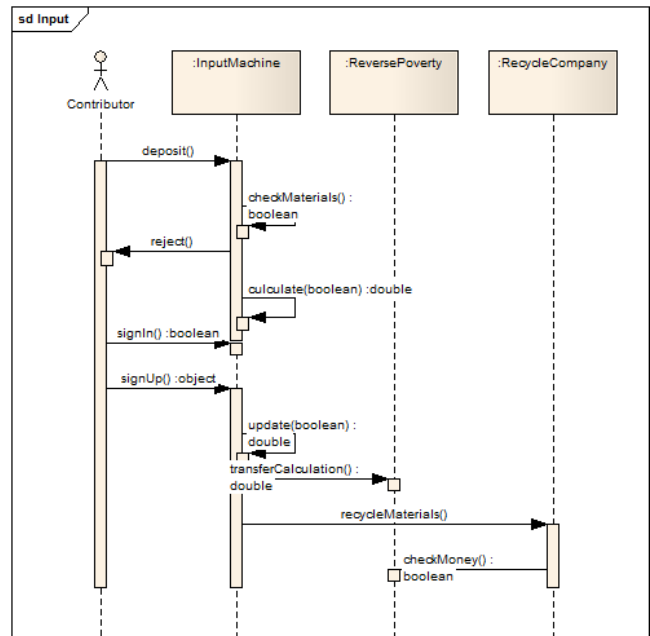 sd Input
:InputMachine
:ReversePoverty
:RecycleCompany
Contributor
deposit()
checkMaterials() :
boolean
reject()
culculate(boolean) :double
signIn() :boolean
signUp() :object
update(boolean) :
double
transferCalculation() :
double
recycleMaterials()
checkMoney() :
boolean